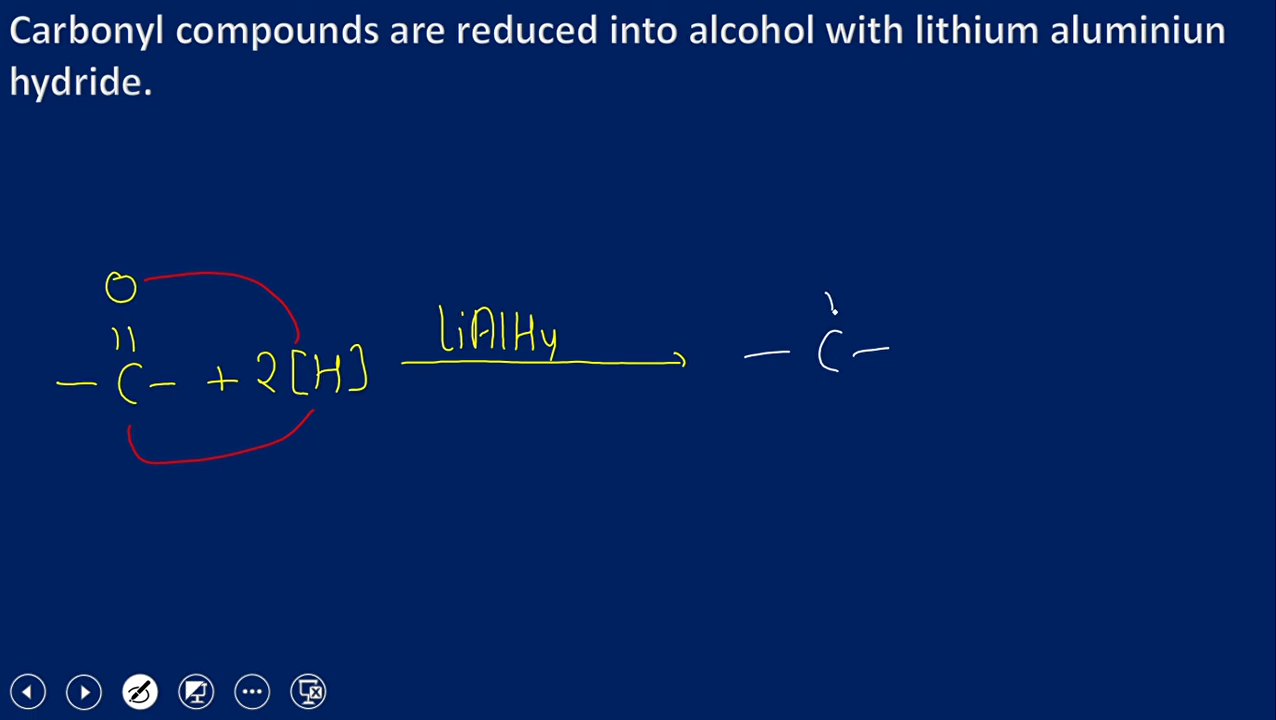 Carbonyl compounds are reduced into alcohol with lithium aluminiun
hydride.
O
||
— C — + 2[H] LiAlH4 → — C —